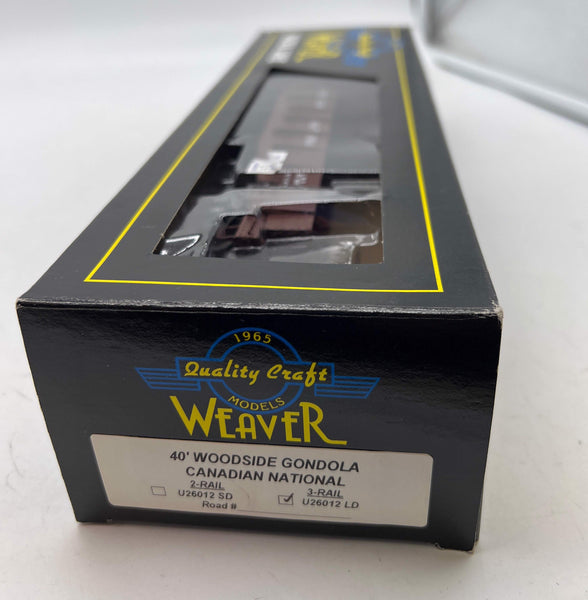 1965
Quality Craft
MODELS
WEAVER
40' WOODSIDE GONDOLA
CANADIAN NATIONAL
2-RAIL 3-RAIL
U26012 SD U26012 LD
Road #